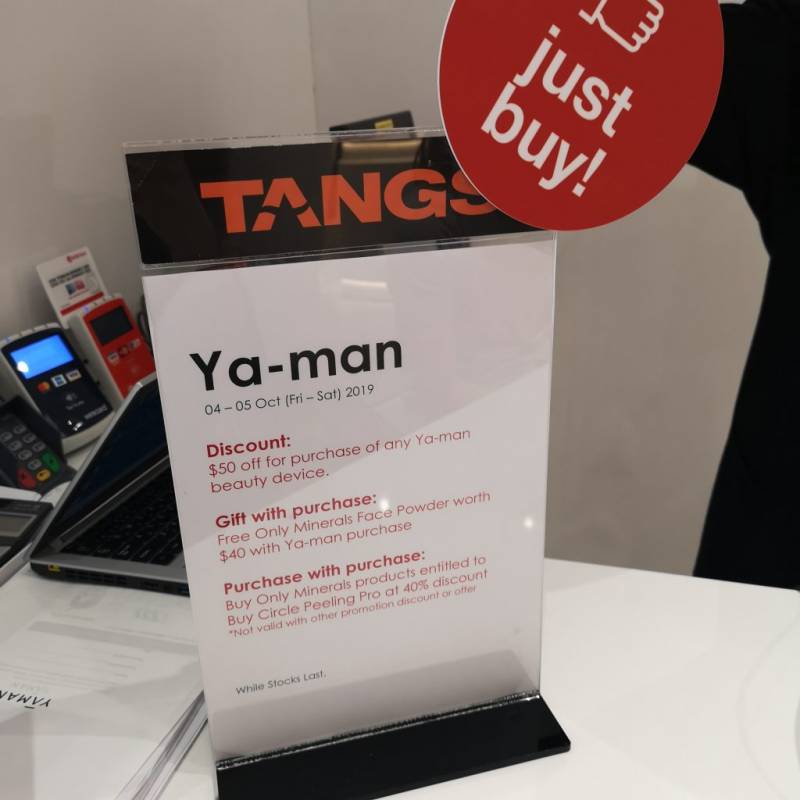 just
buy!
TANGS
Ya-man
04 – 05 Oct (Fri – Sat) 2019
Discount:
$50 off for purchase of any Ya-man
beauty device.
Gift with purchase:
Free Only Minerals Face Powder worth
$40 with Ya-man purchase
Purchase with purchase:
Buy Only Minerals products entitled to
Buy Circle Peeling Pro at 40% discount
*Not valid with other promotion discount or offer
While Stocks Last.